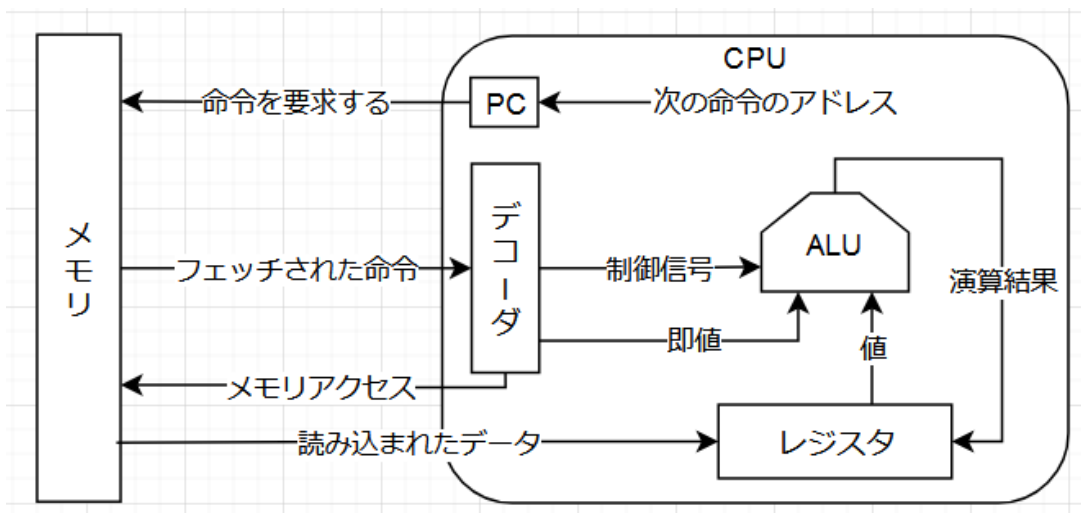 CPU
命令を要求する
PC
次の命令のアドレス
メモリ
デコーダ
ALU
フェッチされた命令
制御信号
演算結果
即値
値
メモリアクセス
読み込まれたデータ
レジスタ